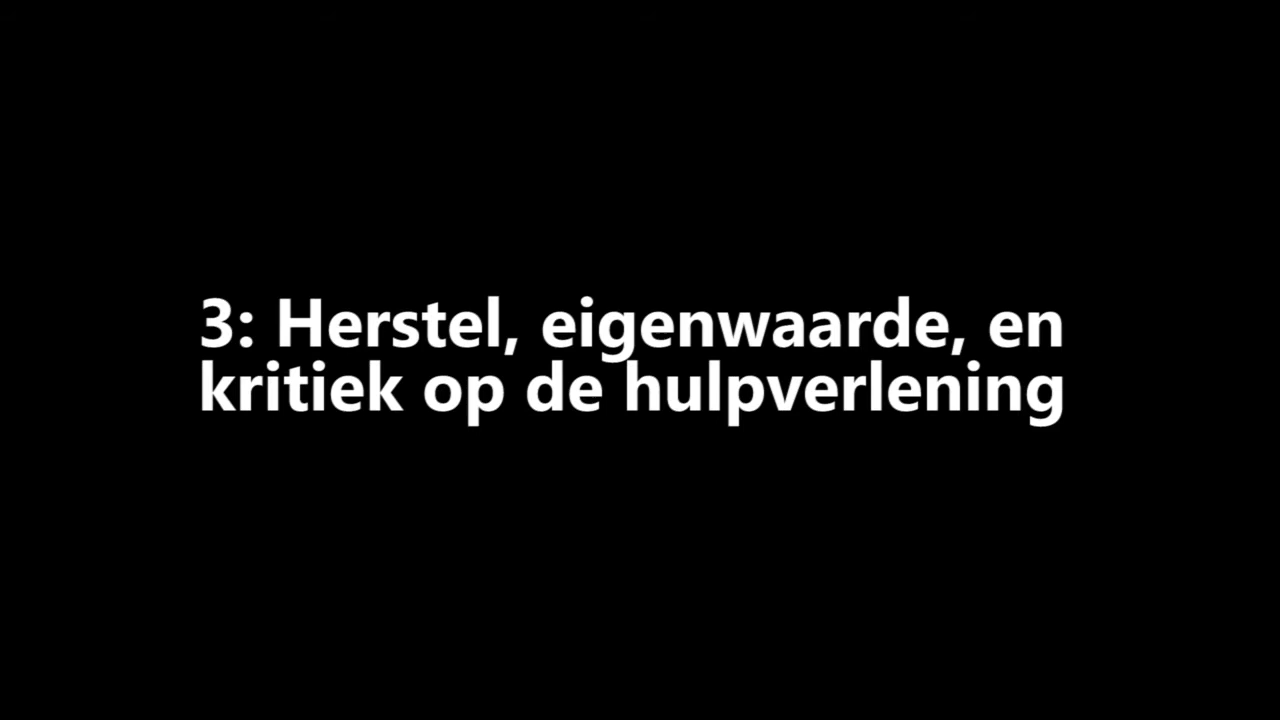 3: Herstel, eigenwaarde, en
kritiek op de hulpverlening